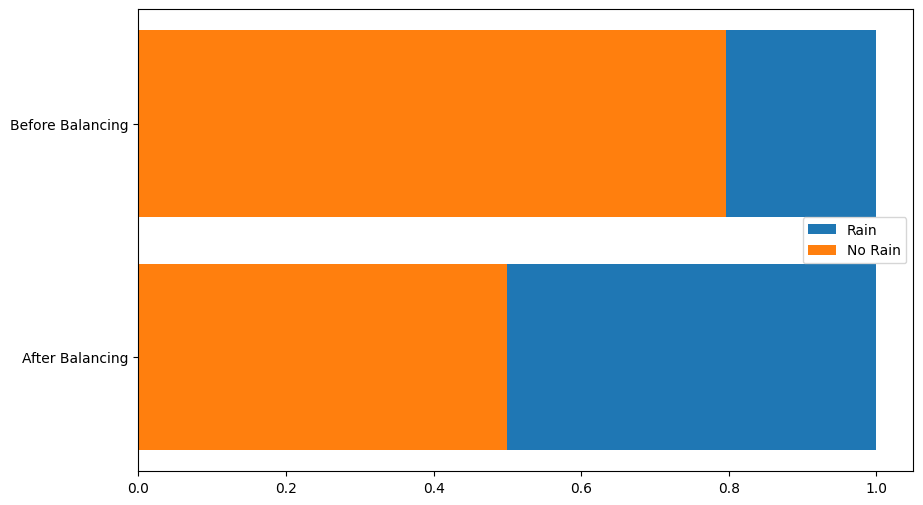 Before Balancing
Rain
No Rain
After Balancing
0.0 0.2 0.4 0.6 0.8 1.0